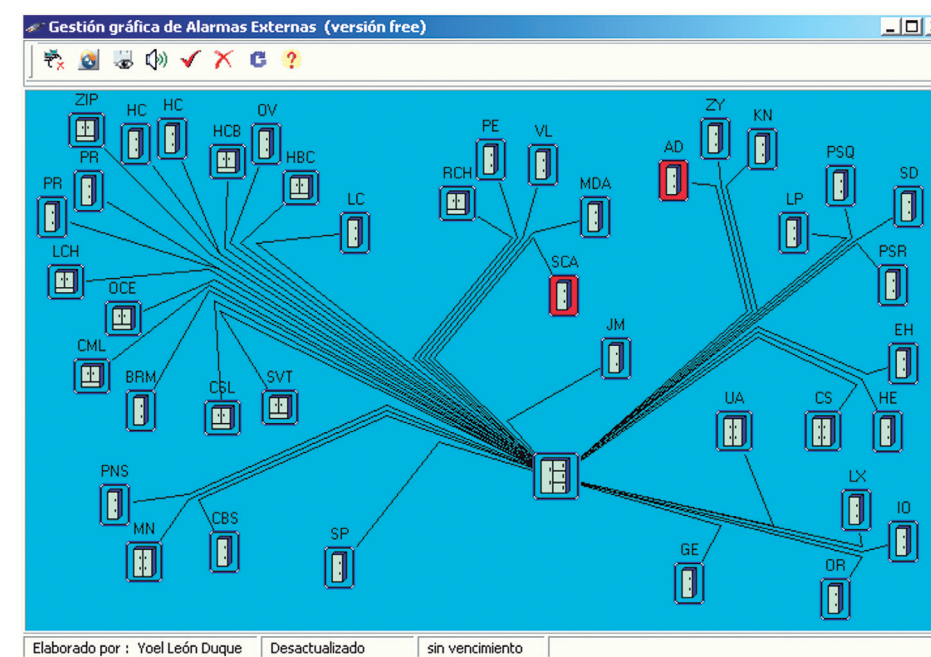 Gestión gráfica de Alarmas Externas (versión free)
ZIP
HC
HC
HCB
OV
HBC
PR
PR
LC
LCH
OCE
CML
BRM
CSL
SVT
PE
VL
RCH
MDA
SCA
JM
AD
ZY
KN
PSQ
SD
LP
PSR
EH
UA
CS
HE
PNS
MN
CBS
SP
LX
IO
GE
OR
Elaborado por : Yoel León Duque
Desactualizado
sin vencimiento